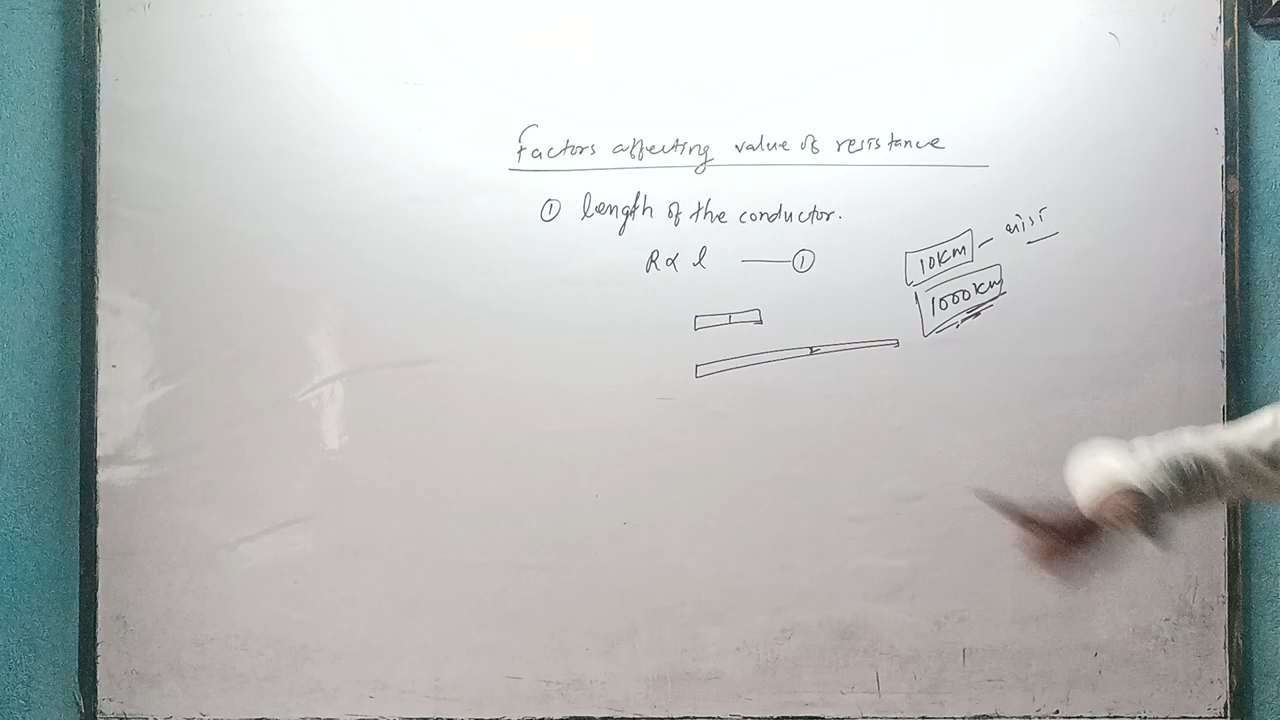 Factors affecting value of resistance
① length of the conductor.
R ∝ l —— ①
10KM –
1000KM